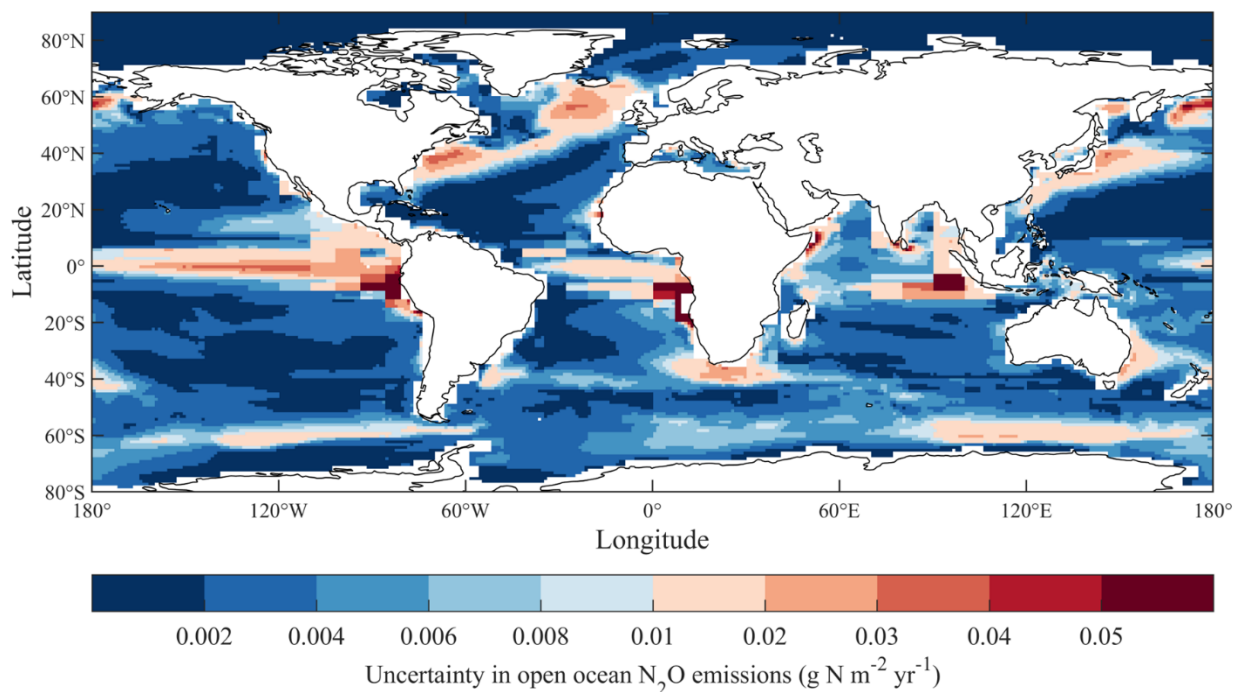 80°N
60°N
40°N
20°N
0°
20°S
40°S
60°S
80°S
Latitude
180° 120°W 60°W 0° 60°E 120°E 180°
Longitude
0.002 0.004 0.006 0.008 0.01 0.02 0.03 0.04 0.05
Uncertainty in open ocean N₂O emissions (g N m⁻² yr⁻¹)